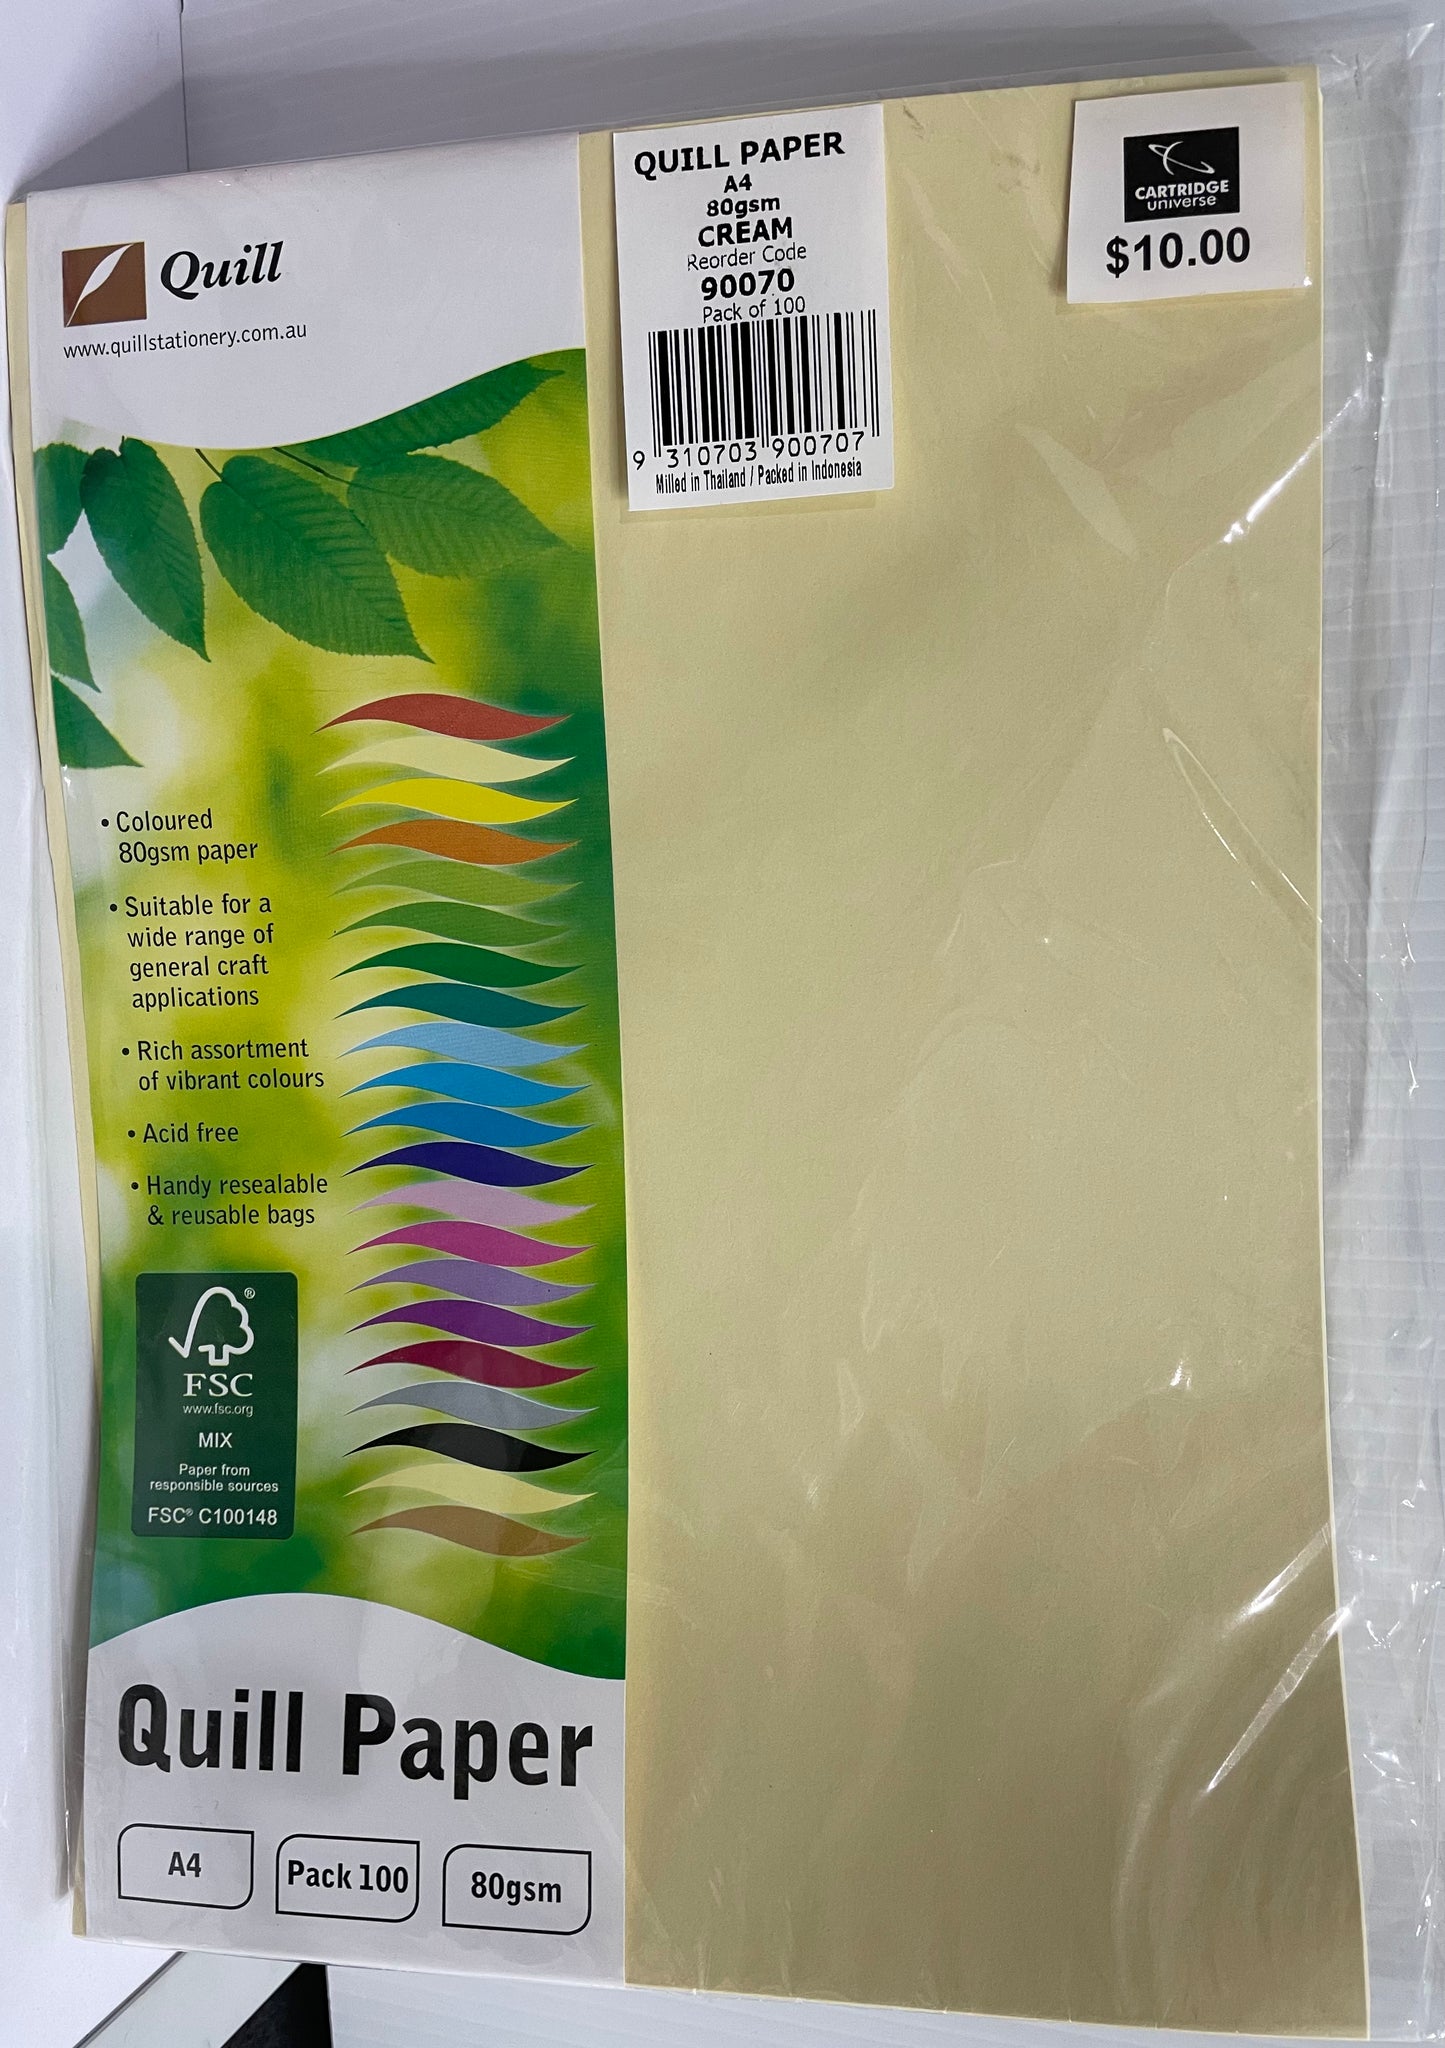 Quill
www.quillstationery.com.au
• Coloured
80gsm paper
• Suitable for a
wide range of
general craft
applications
• Rich assortment
of vibrant colours
• Acid free
• Handy resealable
& reusable bags
®
FSC
www.fsc.org
MIX
Paper from
responsible sources
FSC® C100148
Quill Paper
A4
Pack 100
80gsm
QUILL PAPER
A4
80gsm
CREAM
Reorder Code
90070
Pack of 100
9 310703 900707
Milled in Thailand / Packed in Indonesia
CARTRIDGE
universe
$10.00